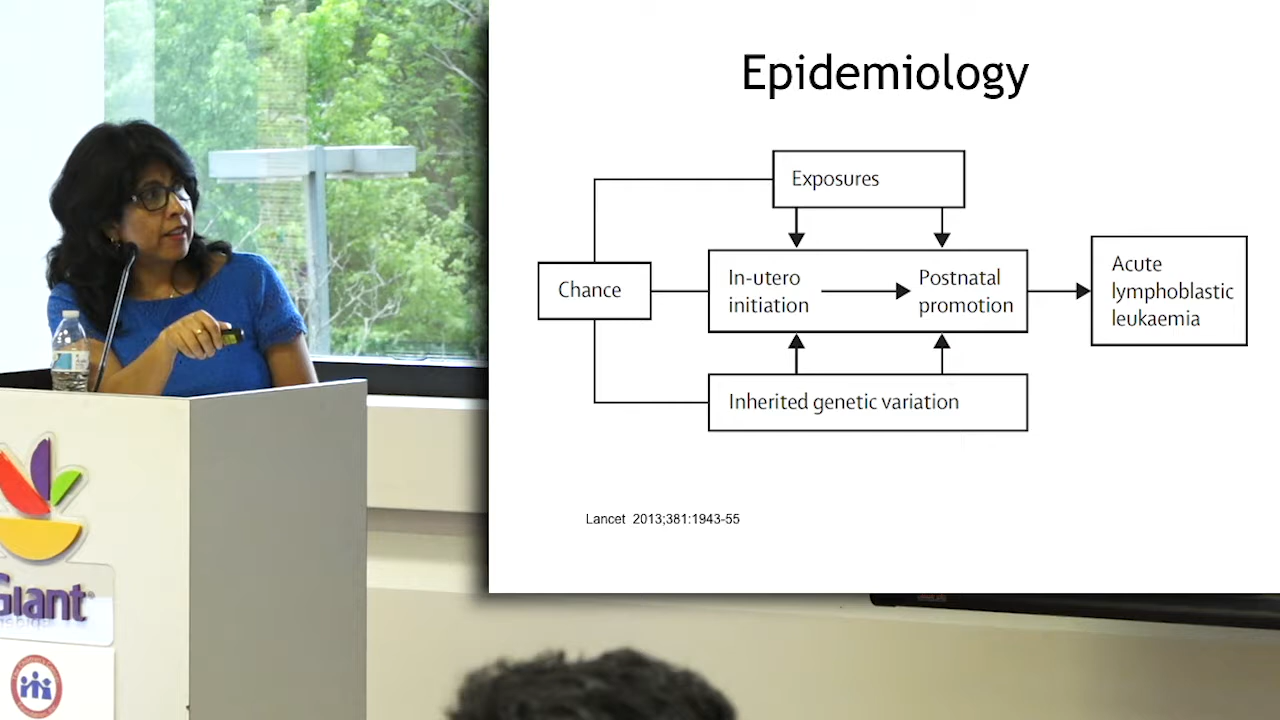 Epidemiology
Exposures
Chance
In-utero
initiation
Postnatal
promotion
Acute
lymphoblastic
leukaemia
Inherited genetic variation
Lancet 2013;381:1943-55
Giant